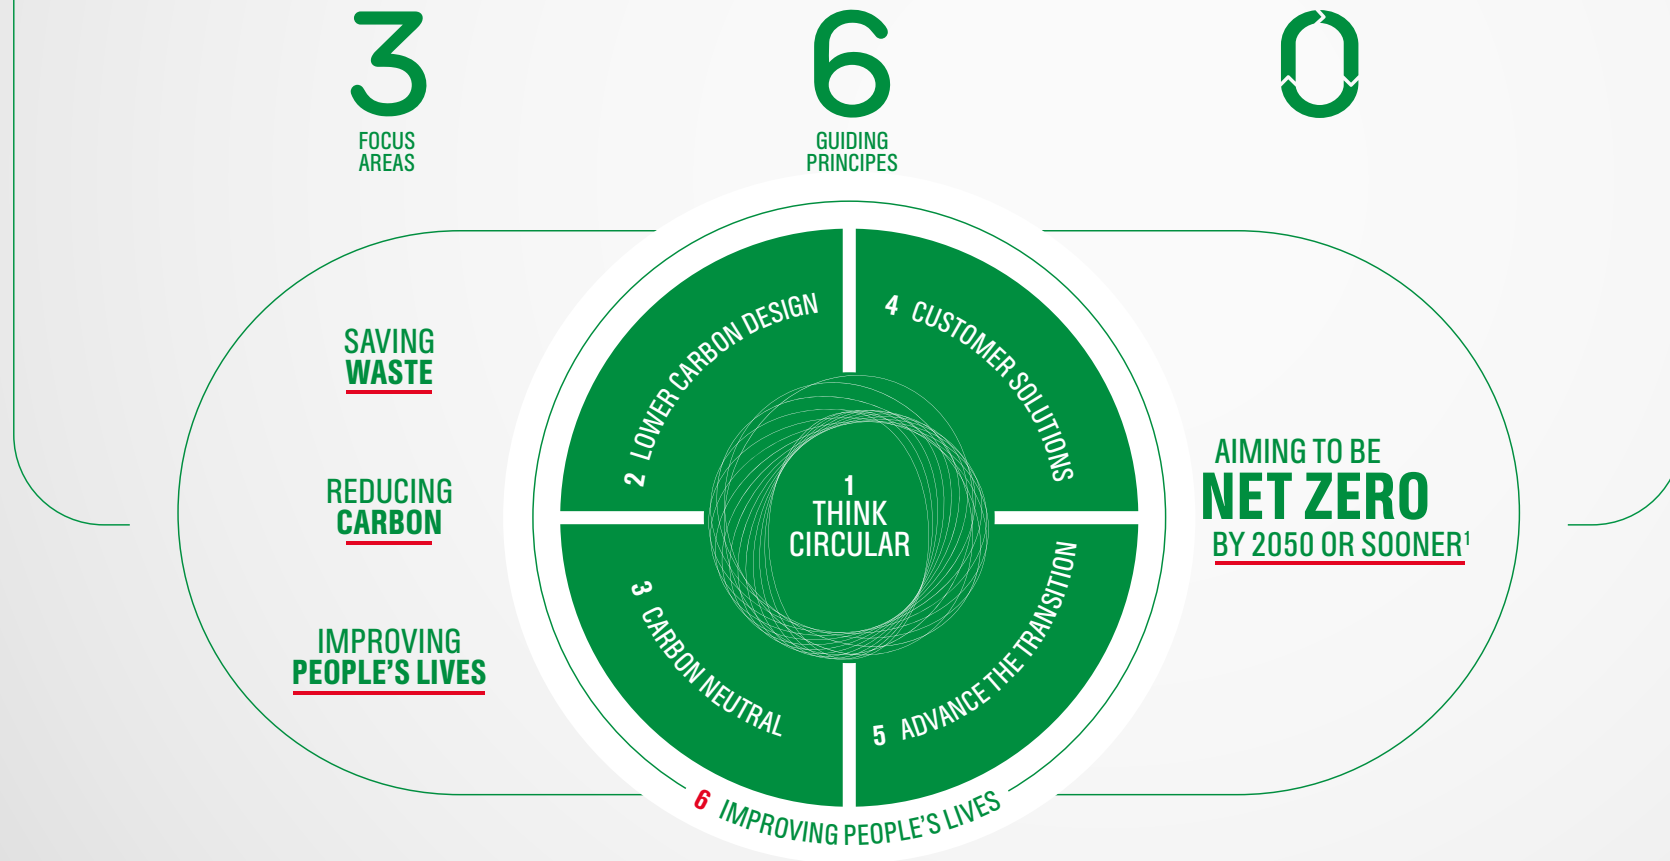 3
FOCUS
AREAS
6
GUIDING
PRINCIPES
0
SAVING
WASTE
REDUCING
CARBON
IMPROVING
PEOPLE'S LIVES
1
THINK
CIRCULAR
2 LOWER CARBON DESIGN
3 CARBON NEUTRAL
4 CUSTOMER SOLUTIONS
5 ADVANCE THE TRANSITION
6 IMPROVING PEOPLE'S LIVES
AIMING TO BE
NET ZERO
BY 2050 OR SOONER¹